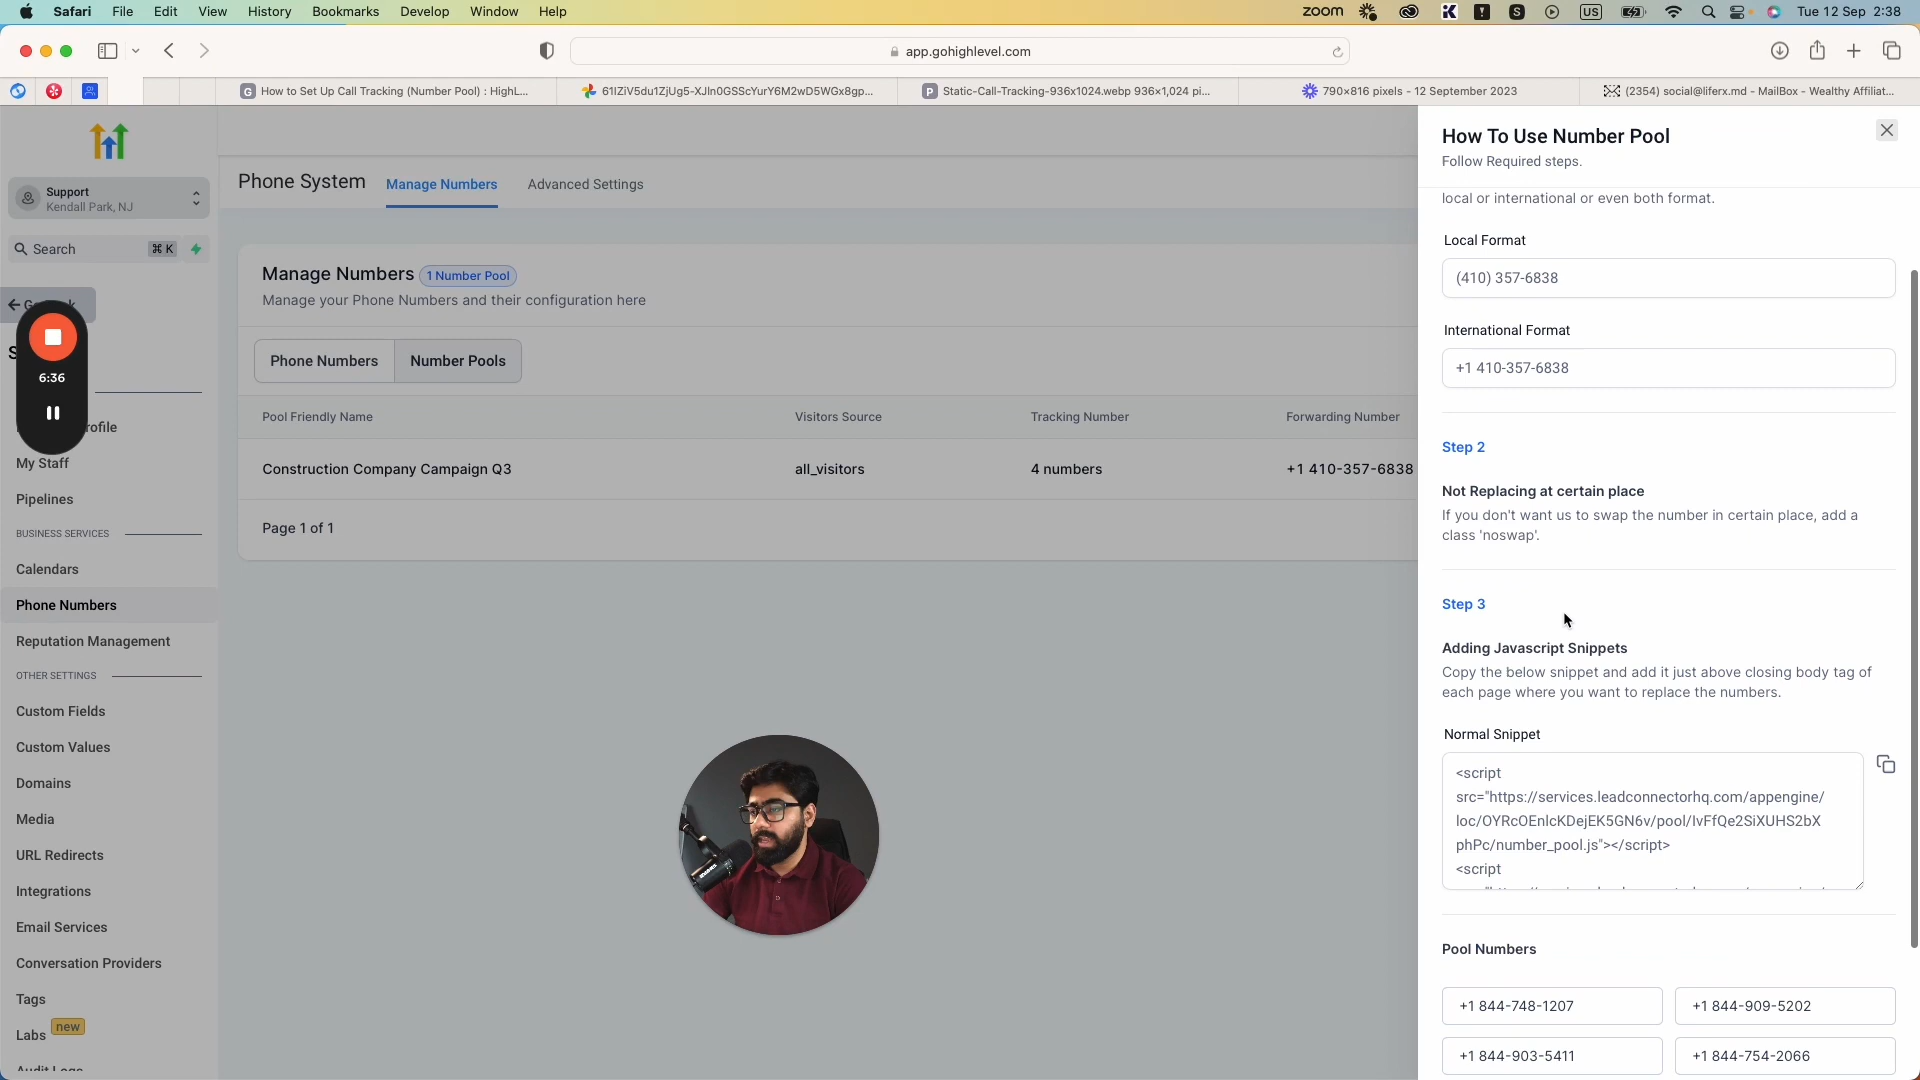 Safari File Edit View History Bookmarks Develop Window Help
zoom
US
Tue 12 Sep 2:38
app.gohighlevel.com
How to Set Up Call Tracking (Number Pool) : HighL...
Static-Call-Tracking-936x1024.webp 936×1,024 pi...
790×816 pixels - 12 September 2023
(2354) social@liferx.md - MailBox - Wealthy Affiliat...
Support
Kendall Park, NJ
Search
⌘ K
6:36
My Staff
Pipelines
BUSINESS SERVICES
Calendars
Phone Numbers
Reputation Management
OTHER SETTINGS
Custom Fields
Custom Values
Domains
Media
URL Redirects
Integrations
Email Services
Conversation Providers
Tags
Labs new
Audit Logs
Phone System
Manage Numbers
Advanced Settings
Manage Numbers
1 Number Pool
Manage your Phone Numbers and their configuration here
Phone Numbers
Number Pools
Pool Friendly Name
Visitors Source
Tracking Number
Forwarding Number
Construction Company Campaign Q3
all_visitors
4 numbers
+1 410-357-6838
Page 1 of 1
How To Use Number Pool
Follow Required steps.
local or international or even both format.
Local Format
(410) 357-6838
International Format
+1 410-357-6838
Step 2
Not Replacing at certain place
If you don't want us to swap the number in certain place, add a
class 'noswap'.
Step 3
Adding Javascript Snippets
Copy the below snippet and add it just above closing body tag of
each page where you want to replace the numbers.
Normal Snippet
<script
src="https://services.leadconnectorhq.com/appengine/
loc/OYRcOEnlcKDejEK5GN6v/pool/IvFfQe2SiXUHS2bX
phPc/number_pool.js"></script>
<script
Pool Numbers
+1 844-748-1207
+1 844-909-5202
+1 844-903-5411
+1 844-754-2066